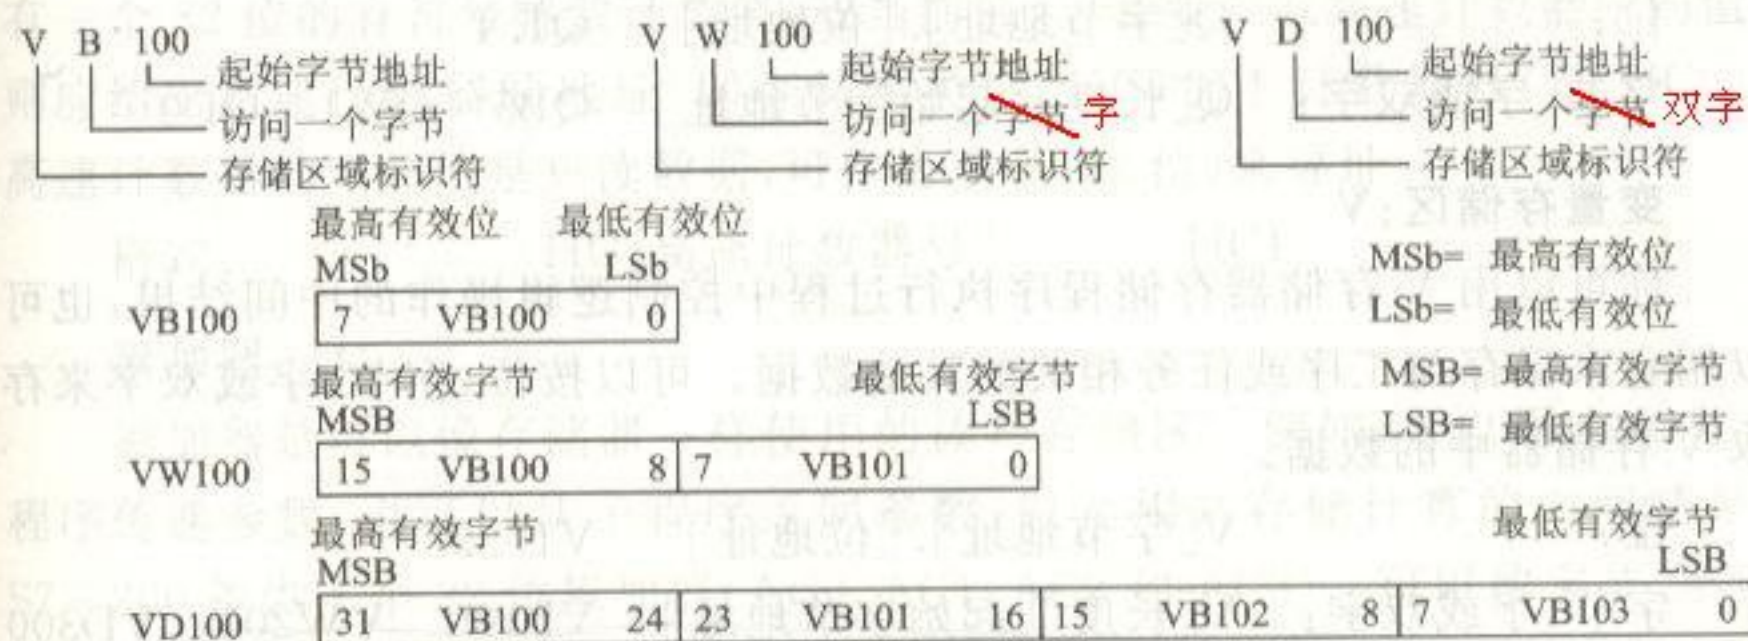 V B 100 V W 100 V D 100
起始字节地址 起始字节地址 起始字节地址
访问一个字节 访问一个字节 字 访问一个字节 双字
存储区域标识符 存储区域标识符 存储区域标识符
最高有效位 最低有效位
MSb LSb MSb= 最高有效位
VB100 7 VB100 0 LSb= 最低有效位
最高有效字节 最低有效字节 MSB= 最高有效字节
MSB LSB LSB= 最低有效字节
VW100 15 VB100 8 7 VB101 0
最高有效字节 最低有效字节
MSB LSB
VD100 31 VB100 24 23 VB101 16 15 VB102 8 7 VB103 0